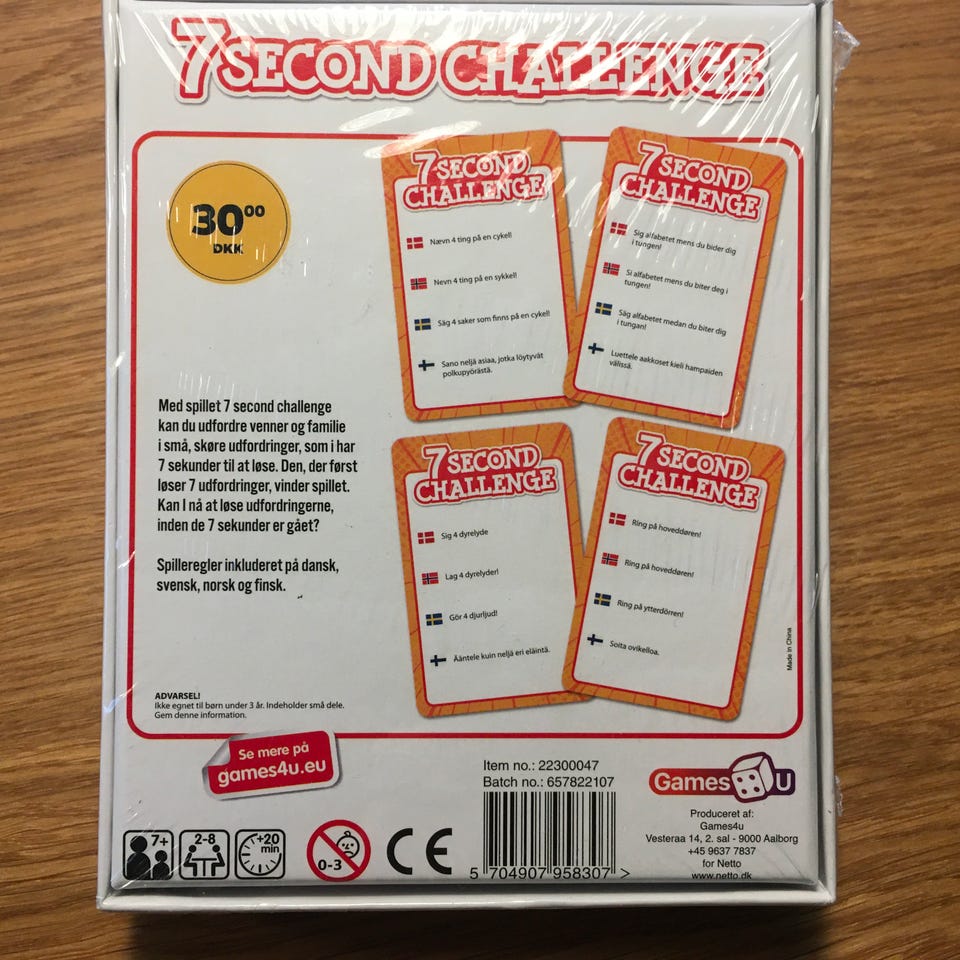 7 SECOND CHALLENGE
30⁰⁰
DKK
Med spillet 7 second challenge
kan du udfordre venner og familie
i små, skøre udfordringer, som i har
7 sekunder til at løse. Den, der først
løser 7 udfordringer, vinder spillet.
Kan I nå at løse udfordringerne,
inden de 7 sekunder er gået?
Spilleregler inkluderet på dansk,
svensk, norsk og finsk.
ADVARSEL!
Ikke egnet til børn under 3 år. Indeholder små dele.
Gem denne information.
7 SECOND
CHALLENGE
Nævn 4 ting på en cykel!
Nevn 4 ting på en sykkel!
Säg 4 saker som finns på en cykel!
Sano neljä asiaa, jotka löytyvät
polkupyörästä.
7 SECOND
CHALLENGE
Sig alfabetet mens du bider dig
i tungen!
Si alfabetet mens du biter deg i
tungen!
Säg alfabetet medan du biter dig
i tungan!
Luettele aakkoset kieli hampaiden
välissä.
7 SECOND
CHALLENGE
Sig 4 dyrelyde
Lag 4 dyrelyder!
Gör 4 djurljud!
Ääntele kuin neljä eri eläintä.
7 SECOND
CHALLENGE
Ring på hoveddøren!
Ring på hoveddøren!
Ring på ytterdörren!
Soita ovikelloa.
Made in China
Se mere på
games4u.eu
Item no.: 22300047
Batch no.: 657822107
Games U
Produceret af:
Games4u
Vesteraa 14, 2. sal - 9000 Aalborg
+45 9637 7837
for Netto
www.netto.dk
7+
2-8
+20
min
0-3
CE
5 704907 958307 >